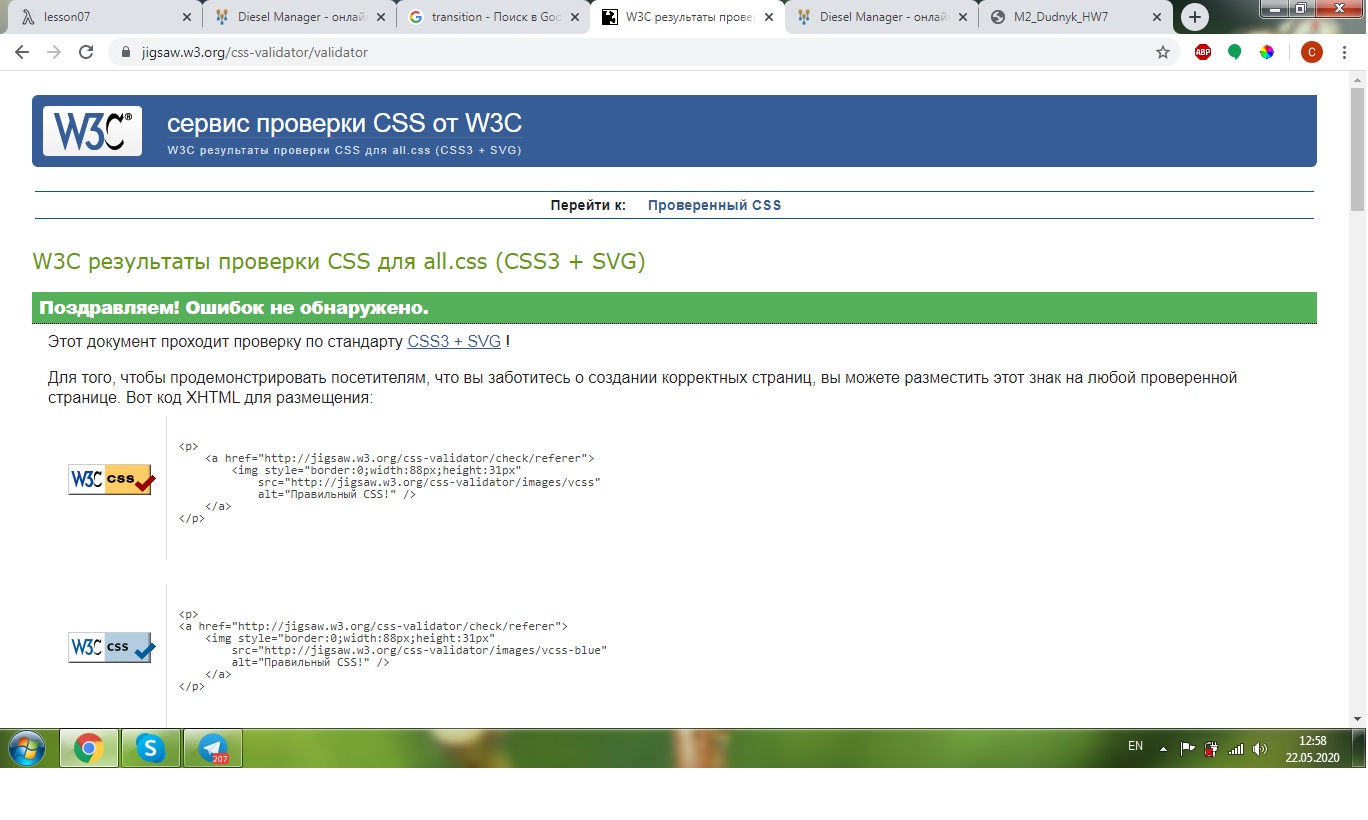 lesson07
Diesel Manager - онлай
transition - Поиск в Goo
W3C результаты прове
Diesel Manager - онлай
M2_Dudnyk_HW7
jigsaw.w3.org/css-validator/validator
ABP
C
W3C®
сервис проверки CSS от W3C
W3C результаты проверки CSS для all.css (CSS3 + SVG)
Перейти к: Проверенный CSS
W3C результаты проверки CSS для all.css (CSS3 + SVG)
Поздравляем! Ошибок не обнаружено.
Этот документ проходит проверку по стандарту CSS3 + SVG !
Для того, чтобы продемонстрировать посетителям, что вы заботитесь о создании корректных страниц, вы можете разместить этот знак на любой проверенной
странице. Вот код XHTML для размещения:
W3C css
<p>
<a href="http://jigsaw.w3.org/css-validator/check/referer">
<img style="border:0;width:88px;height:31px"
src="http://jigsaw.w3.org/css-validator/images/vcss"
alt="Правильный CSS!" />
</a>
</p>
W3C css
<p>
<a href="http://jigsaw.w3.org/css-validator/check/referer">
<img style="border:0;width:88px;height:31px"
src="http://jigsaw.w3.org/css-validator/images/vcss-blue"
alt="Правильный CSS!" />
</a>
</p>
S
207
EN
12:58
22.05.2020